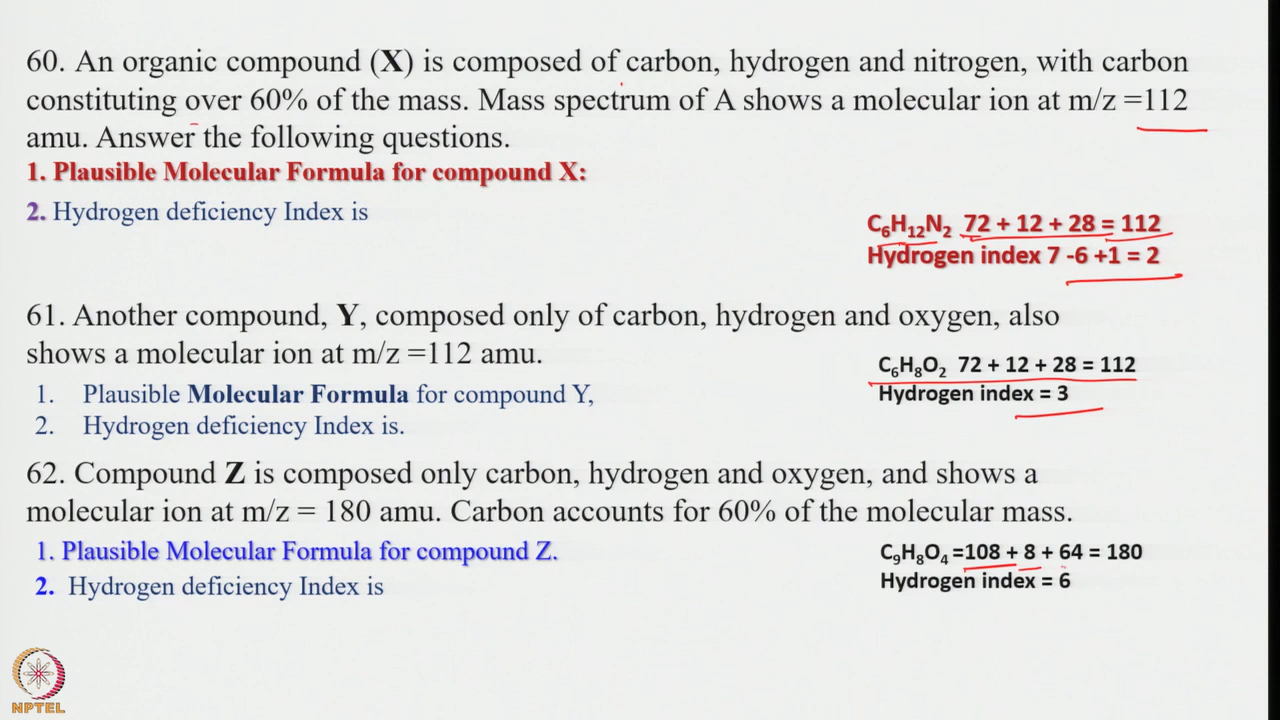 60. An organic compound (X) is composed of carbon, hydrogen and nitrogen, with carbon
constituting over 60% of the mass. Mass spectrum of A shows a molecular ion at m/z =112
amu. Answer the following questions.
1. Plausible Molecular Formula for compound X:
2. Hydrogen deficiency Index is
C₆H₁₂N₂ 72 + 12 + 28 = 112
Hydrogen index 7 -6 +1 = 2
61. Another compound, Y, composed only of carbon, hydrogen and oxygen, also
shows a molecular ion at m/z =112 amu.
C₆H₈O₂ 72 + 12 + 28 = 112
Hydrogen index = 3
1. Plausible Molecular Formula for compound Y,
2. Hydrogen deficiency Index is.
62. Compound Z is composed only carbon, hydrogen and oxygen, and shows a
molecular ion at m/z = 180 amu. Carbon accounts for 60% of the molecular mass.
1. Plausible Molecular Formula for compound Z.
2. Hydrogen deficiency Index is
C₉H₈O₄ =108 + 8 + 64 = 180
Hydrogen index = 6
NPTEL